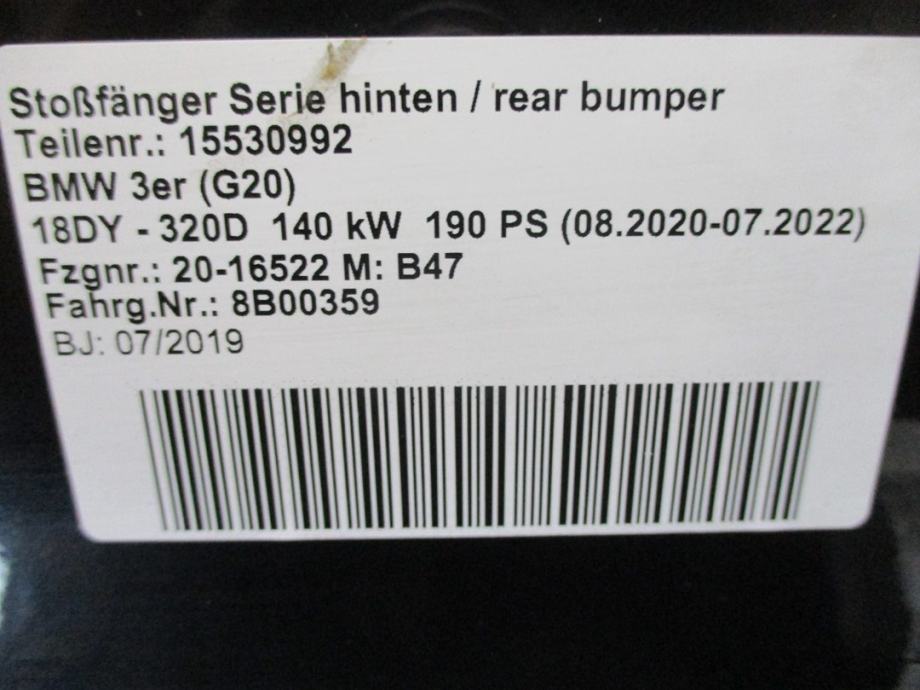 Stoßfänger Serie hinten / rear bumper
Teilenr.: 15530992
BMW 3er (G20)
18DY - 320D 140 kW 190 PS (08.2020-07.2022)
Fzgnr.: 20-16522 M: B47
Fahrg.Nr.: 8B00359
BJ: 07/2019